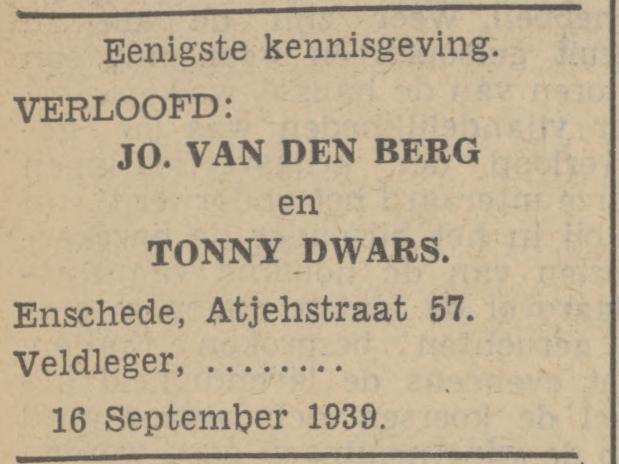 Eenigste kennisgeving.
VERLOOFD:
JO. VAN DEN BERG
en
TONNY DWARS.
Enschede, Atjehstraat 57.
Veldleger, ........
16 September 1939.